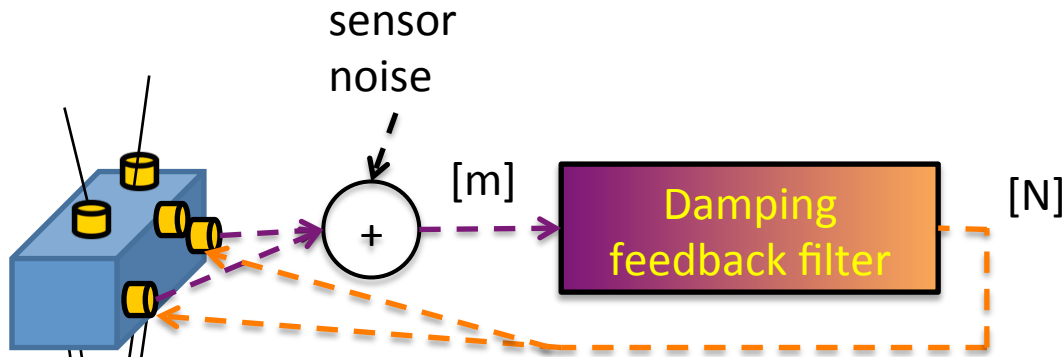 sensor
noise
[m]
+
Damping
feedback filter
[N]